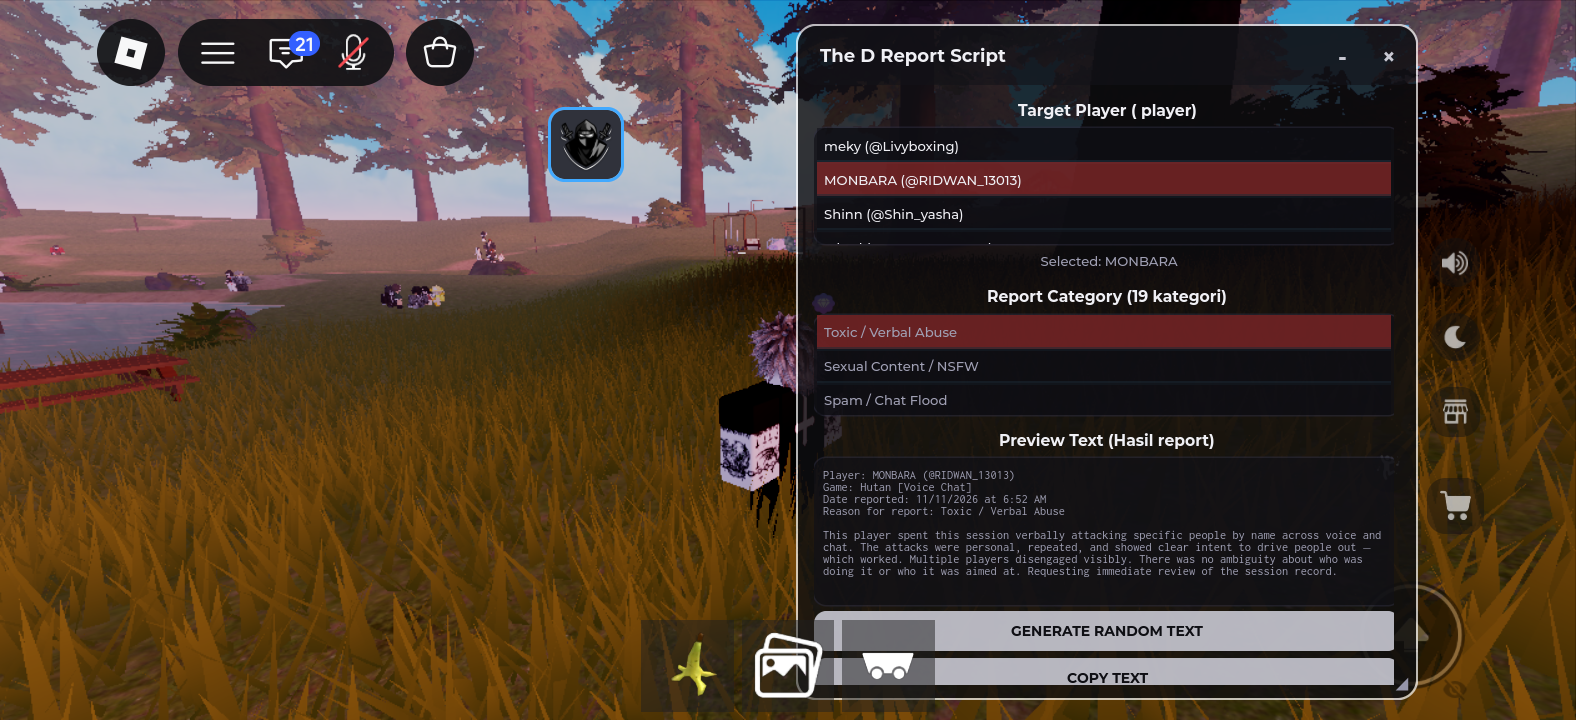 21
The D Report Script
-
×
Target Player ( player)
meky (@Livyboxing)
MONBARA (@RIDWAN_13013)
Shinn (@Shin_yasha)
Selected: MONBARA
Report Category (19 kategori)
Toxic / Verbal Abuse
Sexual Content / NSFW
Spam / Chat Flood
Preview Text (Hasil report)
Player: MONBARA (@RIDWAN_13013)
Game: Hutan [Voice Chat]
Date reported: 11/11/2026 at 6:52 AM
Reason for report: Toxic / Verbal Abuse
This player spent this session verbally attacking specific people by name across voice and
chat. The attacks were personal, repeated, and showed clear intent to drive people out —
which worked. Multiple players disengaged visibly. There was no ambiguity about who was
doing it or who it was aimed at. Requesting immediate review of the session record.
GENERATE RANDOM TEXT
COPY TEXT